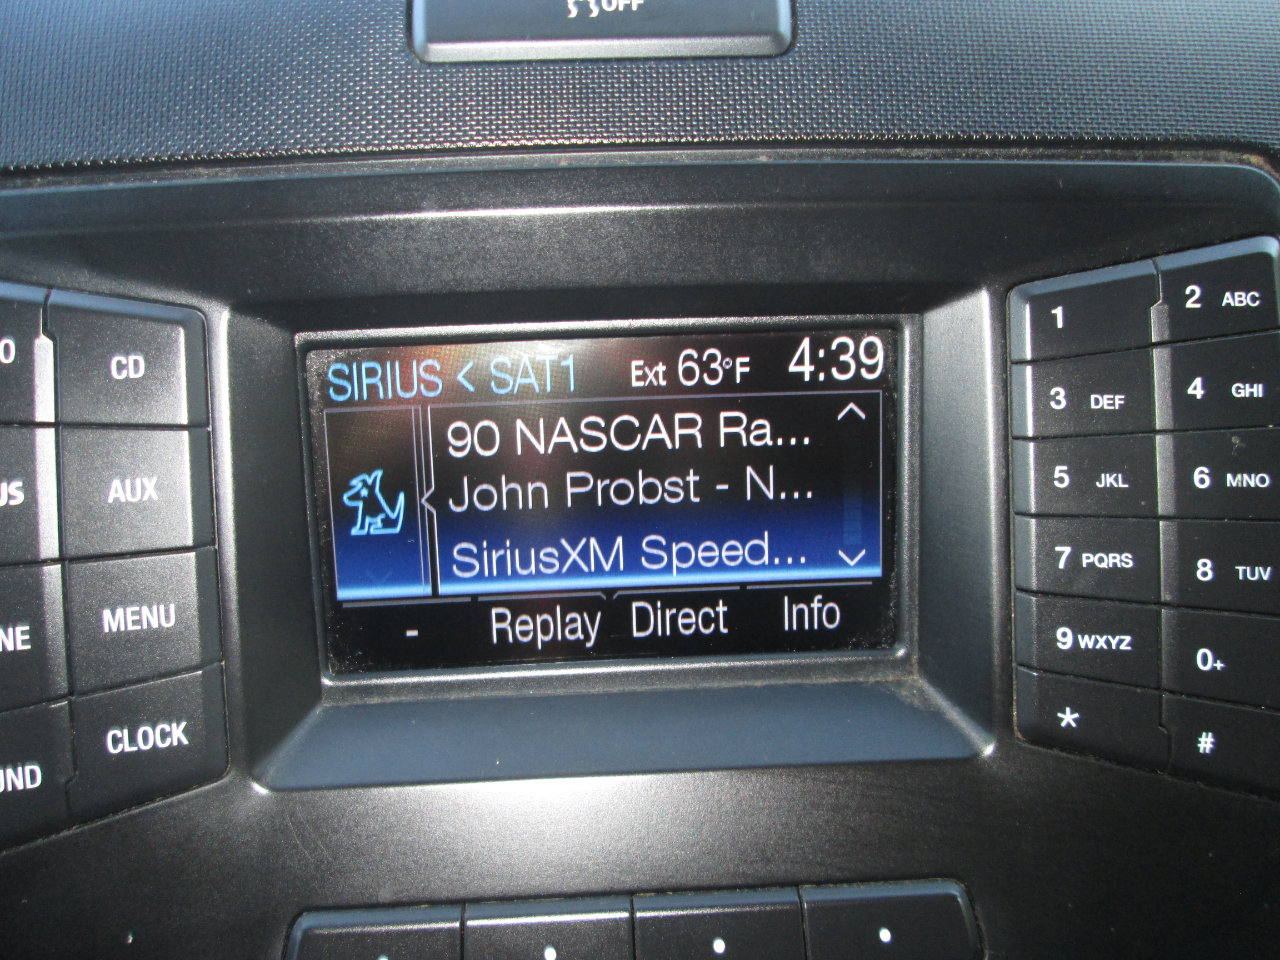 OFF
SIRIUS < SAT1 Ext 63°F 4:39
90 NASCAR Ra...
John Probst - N...
SiriusXM Speed...
- Replay Direct Info
CD
AUX
MENU
CLOCK
1
2 ABC
3 DEF
4 GHI
5 JKL
6 MNO
7 PQRS
8 TUV
9 WXYZ
0+
*
#